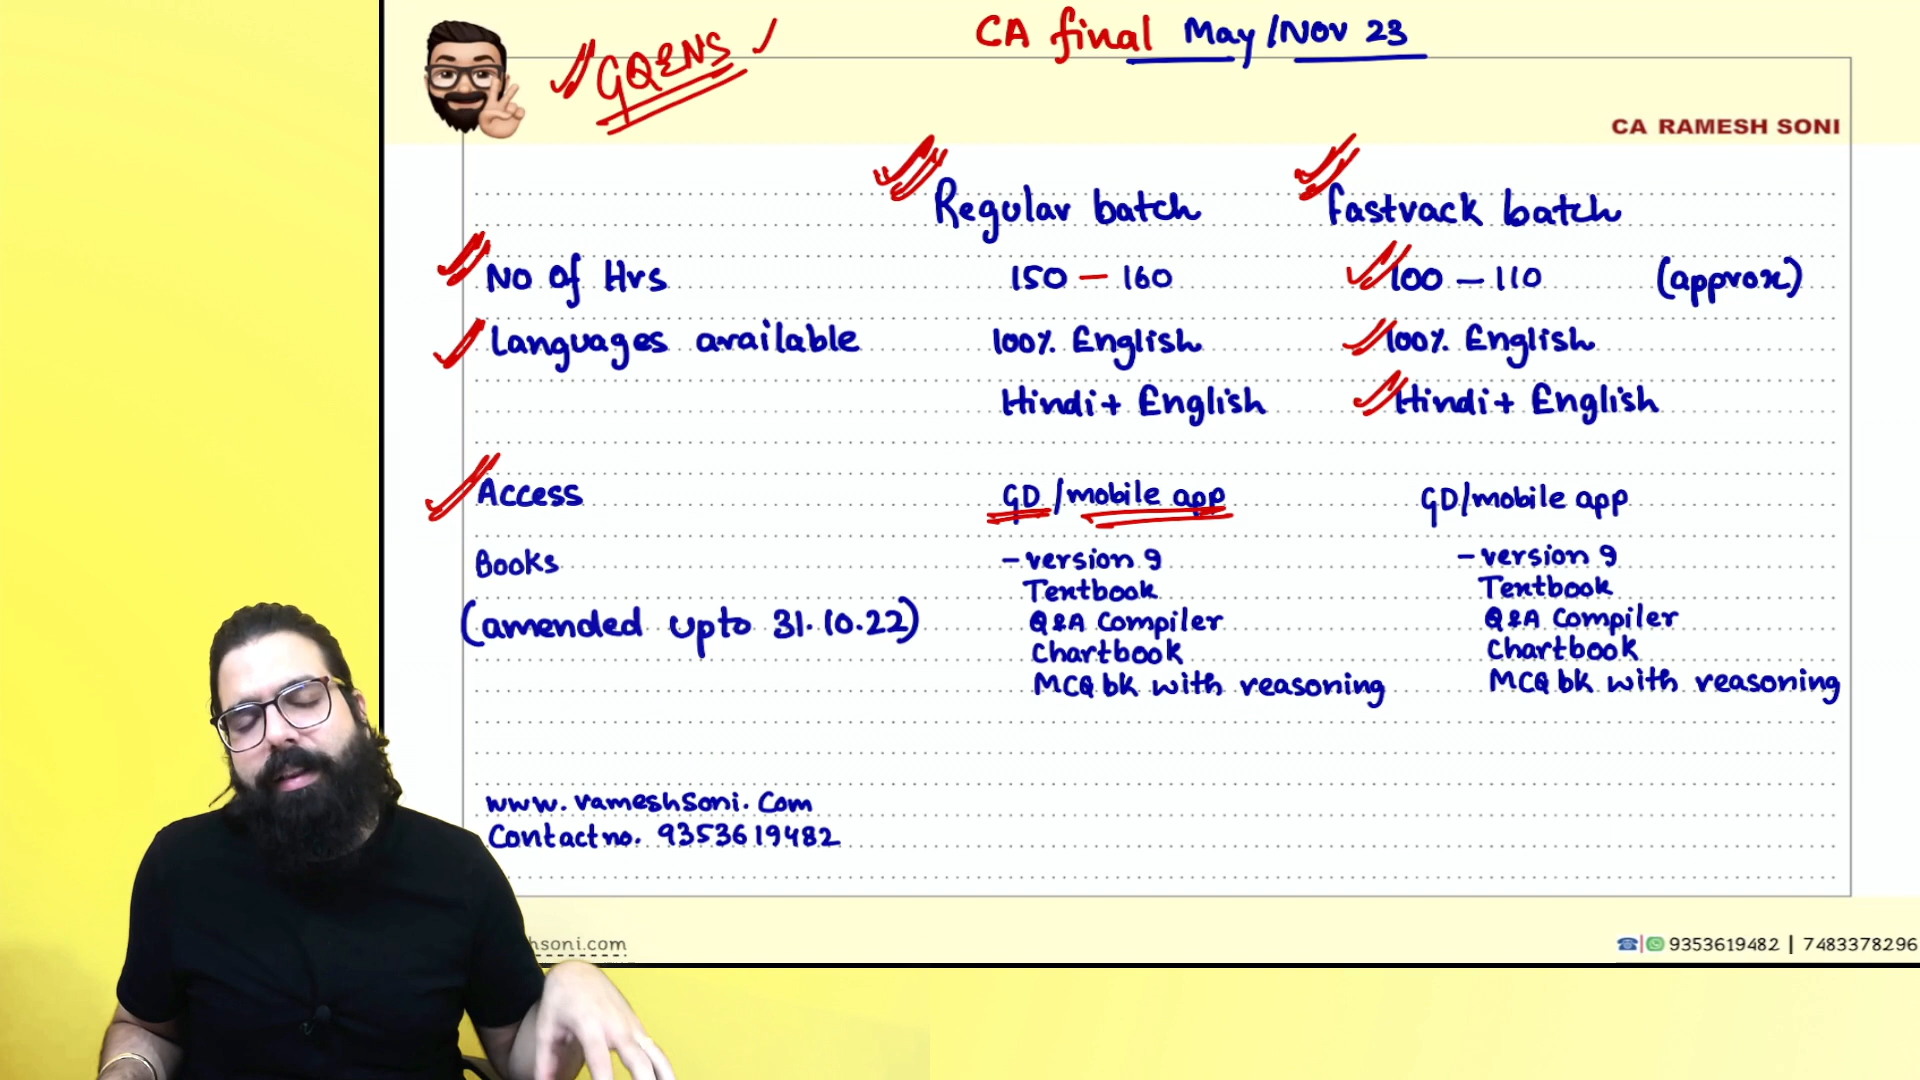 CA final May/Nov 23
GQENS
CA RAMESH SONI
Regular batch fastrack batch
No of Hrs 150 – 160 100 – 110 (approx)
Languages available 100% English 100% English
Hindi + English Hindi + English
Access GD/mobile app GD/mobile app
Books - version 9 - version 9
Textbook Textbook
(amended upto 31.10.22) Q&A Compiler Q&A Compiler
Chartbook Chartbook
MCQ bk with reasoning MCQ bk with reasoning
www.rameshsoni.com
Contact no. 9353619482
hsoni.com 9353619482 | 7483378296